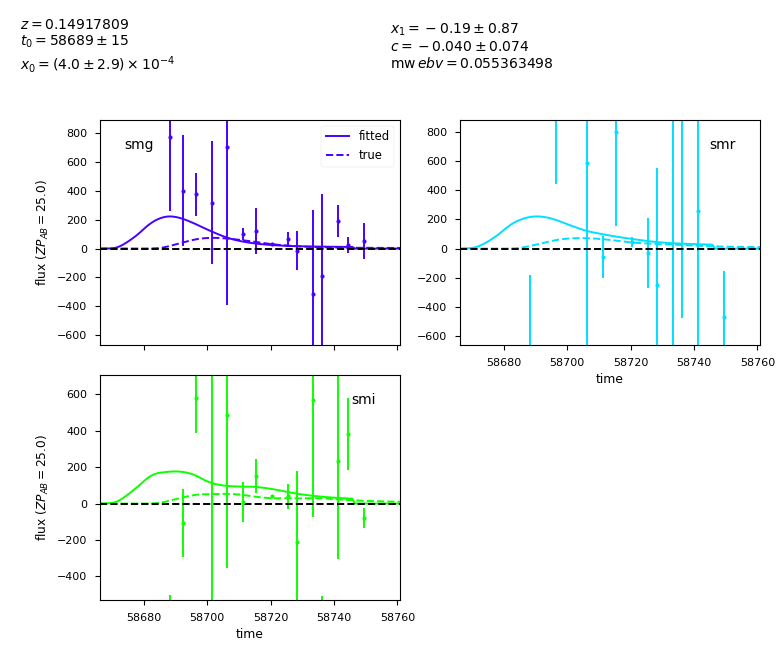 z = 0.14917809
t₀ = 58689 ± 15
x₀ = (4.0 ± 2.9) × 10⁻⁴
x₁ = −0.19 ± 0.87
c = −0.040 ± 0.074
mw ebv = 0.055363498
smg
fitted
true
800
600
400
200
0
−200
−400
−600
flux (ZP_AB = 25.0)
smr
800
600
400
200
0
−200
−400
−600
58680 58700 58720 58740 58760
time
smi
600
400
200
0
−200
−400
flux (ZP_AB = 25.0)
58680 58700 58720 58740 58760
time